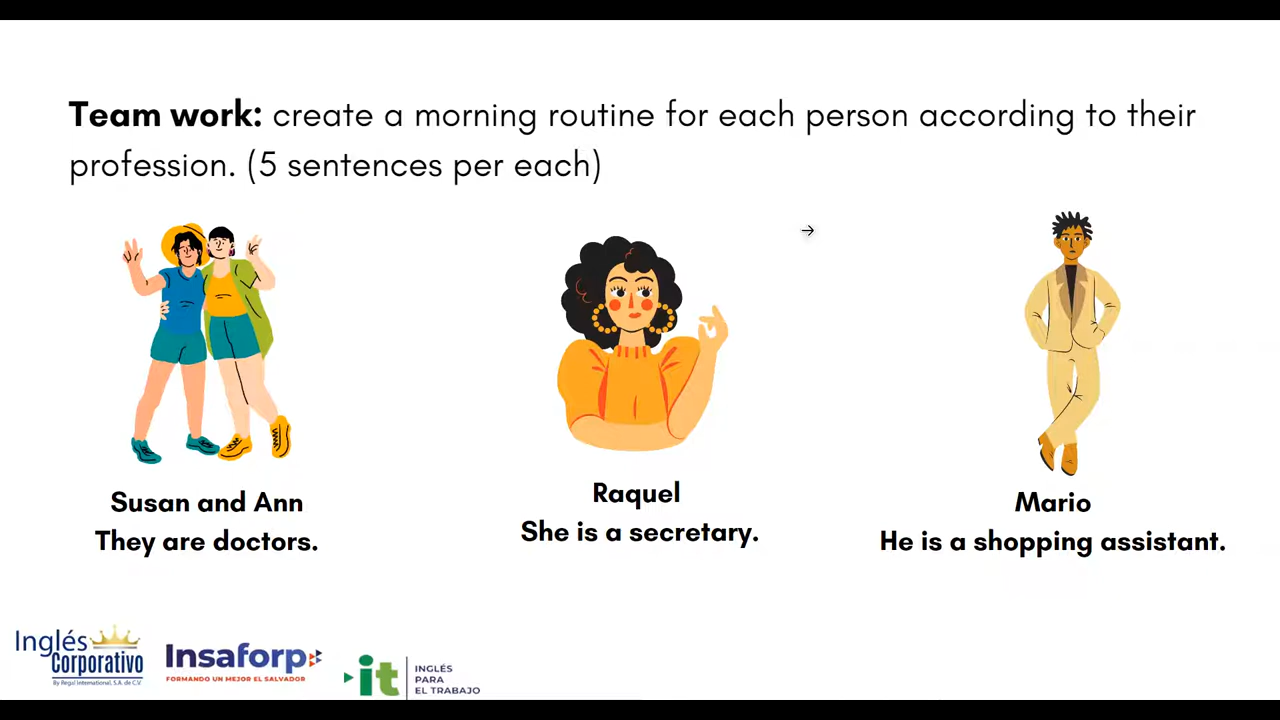 Team work: create a morning routine for each person according to their
profession. (5 sentences per each)
Susan and Ann
They are doctors.
Raquel
She is a secretary.
Mario
He is a shopping assistant.
Inglés
Corporativo
By Regal International, S.A. de C.V.
Insaforp
FORMANDO UN MEJOR EL SALVADOR
it
INGLÉS
PARA
EL TRABAJO